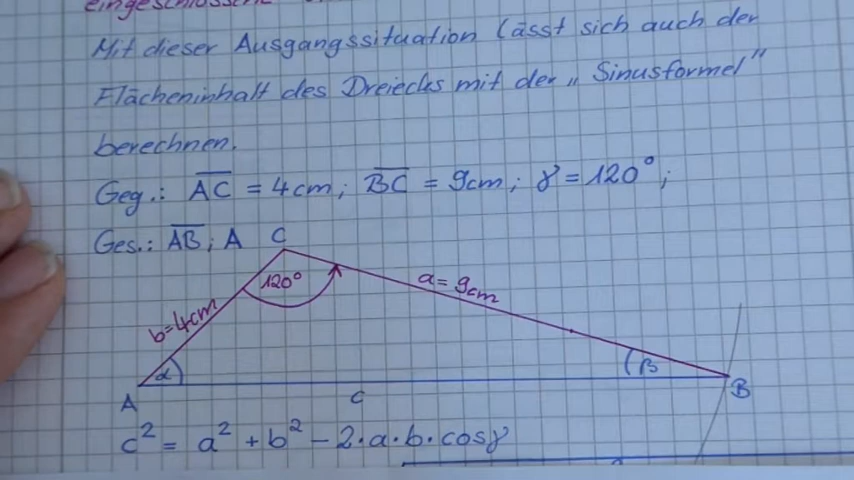 eingeschlossene
Mit dieser Ausgangssituation lässt sich auch der
Flächeninhalt des Dreiecks mit der „Sinusformel"
berechnen.
Geg.: AC = 4cm; BC = 9cm; γ = 120°;
Ges.: AB; A
C
120°
a = 9cm
b = 4cm
α
β
A
c
B
c² = a² + b² - 2·a·b·cosγ